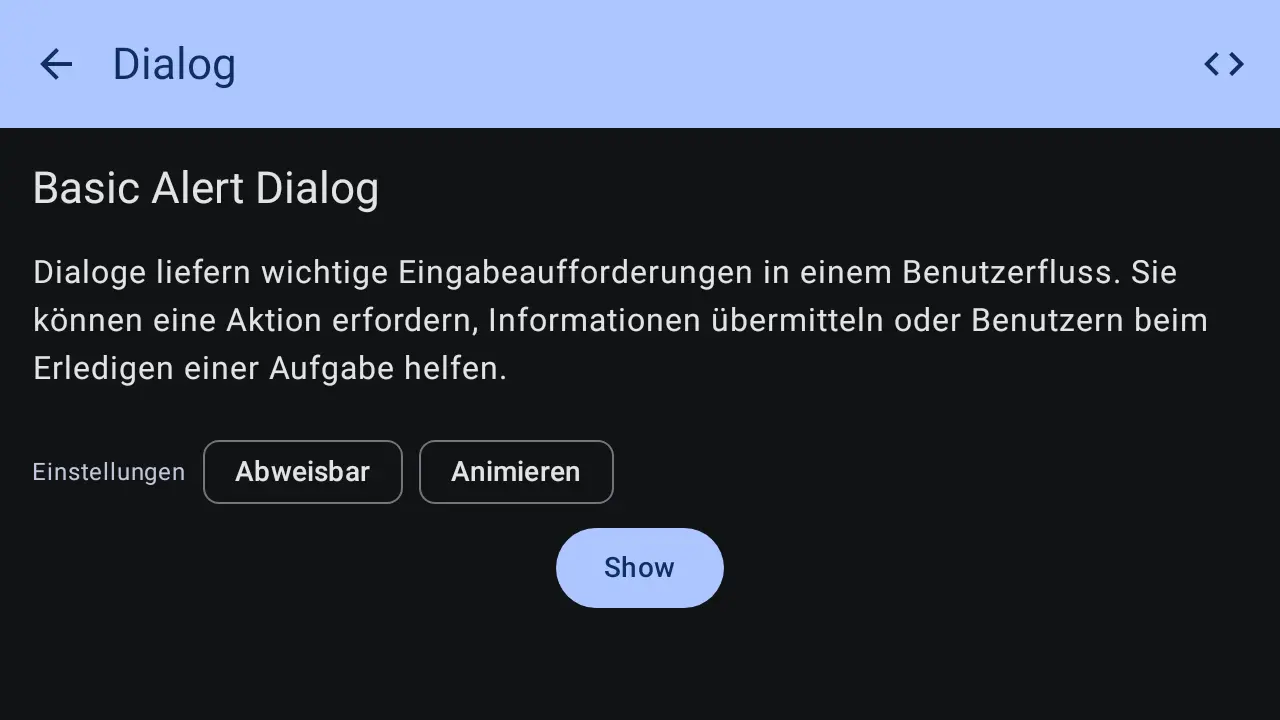 Dialog
Basic Alert Dialog
Dialoge liefern wichtige Eingabeaufforderungen in einem Benutzerfluss. Sie
können eine Aktion erfordern, Informationen übermitteln oder Benutzern beim
Erledigen einer Aufgabe helfen.
Einstellungen Abweisbar Animieren
Show